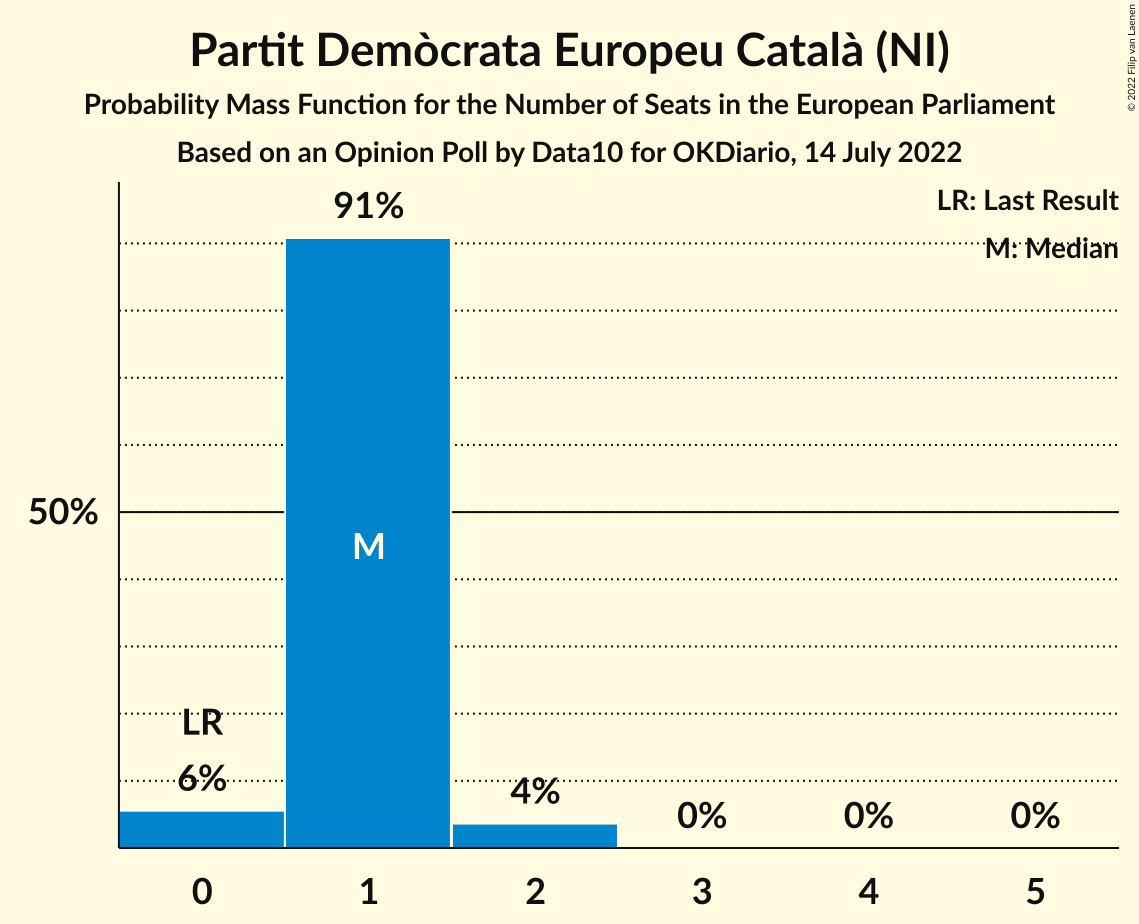 Partit Demòcrata Europeu Català (NI)
Probability Mass Function for the Number of Seats in the European Parliament
Based on an Opinion Poll by Data10 for OKDiario, 14 July 2022
© 2022 Filip van Laenen
LR: Last Result
M: Median
91%
50%
M
LR
6%
4%
0%
0%
0%
0
1
2
3
4
5